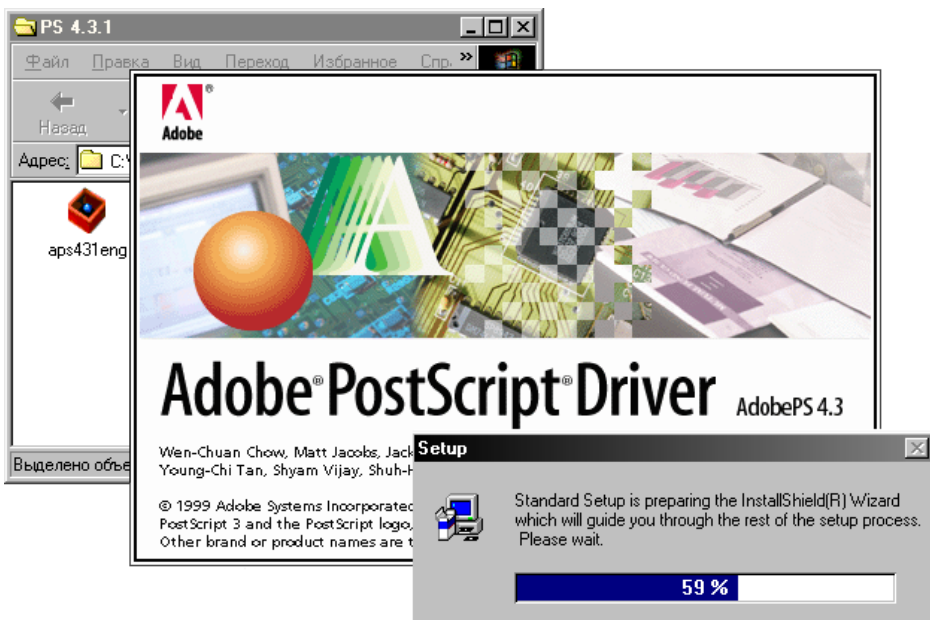 PS 4.3.1
Файл Правка Вид Переход Избранное Спр. »
Назад
Адрес: C:\
aps431eng
Выделено объе
Adobe
Adobe® PostScript® Driver AdobePS 4.3
Wen-Chuan Chow, Matt Jacobs, Jack
Young-Chi Tan, Shyam Vijay, Shuh-H
© 1999 Adobe Systems Incorporated
PostScript 3 and the PostScript logo,
Other brand or product names are t
Setup
Standard Setup is preparing the InstallShield(R) Wizard
which will guide you through the rest of the setup process.
Please wait.
59 %